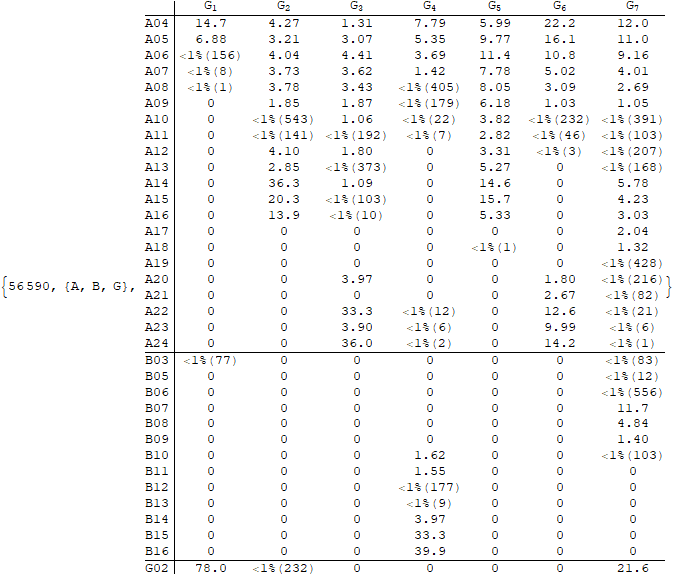 G1 G2 G3 G4 G5 G6 G7
A04 14.7 4.27 1.31 7.79 5.99 22.2 12.0
A05 6.88 3.21 3.07 5.35 9.77 16.1 11.0
A06 <1%(156) 4.04 4.41 3.69 11.4 10.8 9.16
A07 <1%(8) 3.73 3.62 1.42 7.78 5.02 4.01
A08 <1%(1) 3.78 3.43 <1%(405) 8.05 3.09 2.69
A09 0 1.85 1.87 <1%(179) 6.18 1.03 1.05
A10 0 <1%(543) 1.06 <1%(22) 3.82 <1%(232) <1%(391)
A11 0 <1%(141) <1%(192) <1%(7) 2.82 <1%(46) <1%(103)
A12 0 4.10 1.80 0 3.31 <1%(3) <1%(207)
A13 0 2.85 <1%(373) 0 5.27 0 <1%(168)
A14 0 36.3 1.09 0 14.6 0 5.78
A15 0 20.3 <1%(103) 0 15.7 0 4.23
A16 0 13.9 <1%(10) 0 5.33 0 3.03
A17 0 0 0 0 0 0 2.04
A18 0 0 0 0 <1%(1) 0 1.32
A19 0 0 0 0 0 0 <1%(428)
A20 0 0 3.97 0 0 1.80 <1%(216)
{56590, {A, B, G}, A21 0 0 0 0 0 2.67 <1%(82) }
A22 0 0 33.3 <1%(12) 0 12.6 <1%(21)
A23 0 0 3.90 <1%(6) 0 9.99 <1%(6)
A24 0 0 36.0 <1%(2) 0 14.2 <1%(1)
B03 <1%(77) 0 0 0 0 0 <1%(83)
B05 0 0 0 0 0 0 <1%(12)
B06 0 0 0 0 0 0 <1%(556)
B07 0 0 0 0 0 0 11.7
B08 0 0 0 0 0 0 4.84
B09 0 0 0 0 0 0 1.40
B10 0 0 0 1.62 0 0 <1%(103)
B11 0 0 0 1.55 0 0 0
B12 0 0 0 <1%(177) 0 0 0
B13 0 0 0 <1%(9) 0 0 0
B14 0 0 0 3.97 0 0 0
B15 0 0 0 33.3 0 0 0
B16 0 0 0 39.9 0 0 0
G02 78.0 <1%(232) 0 0 0 0 21.6